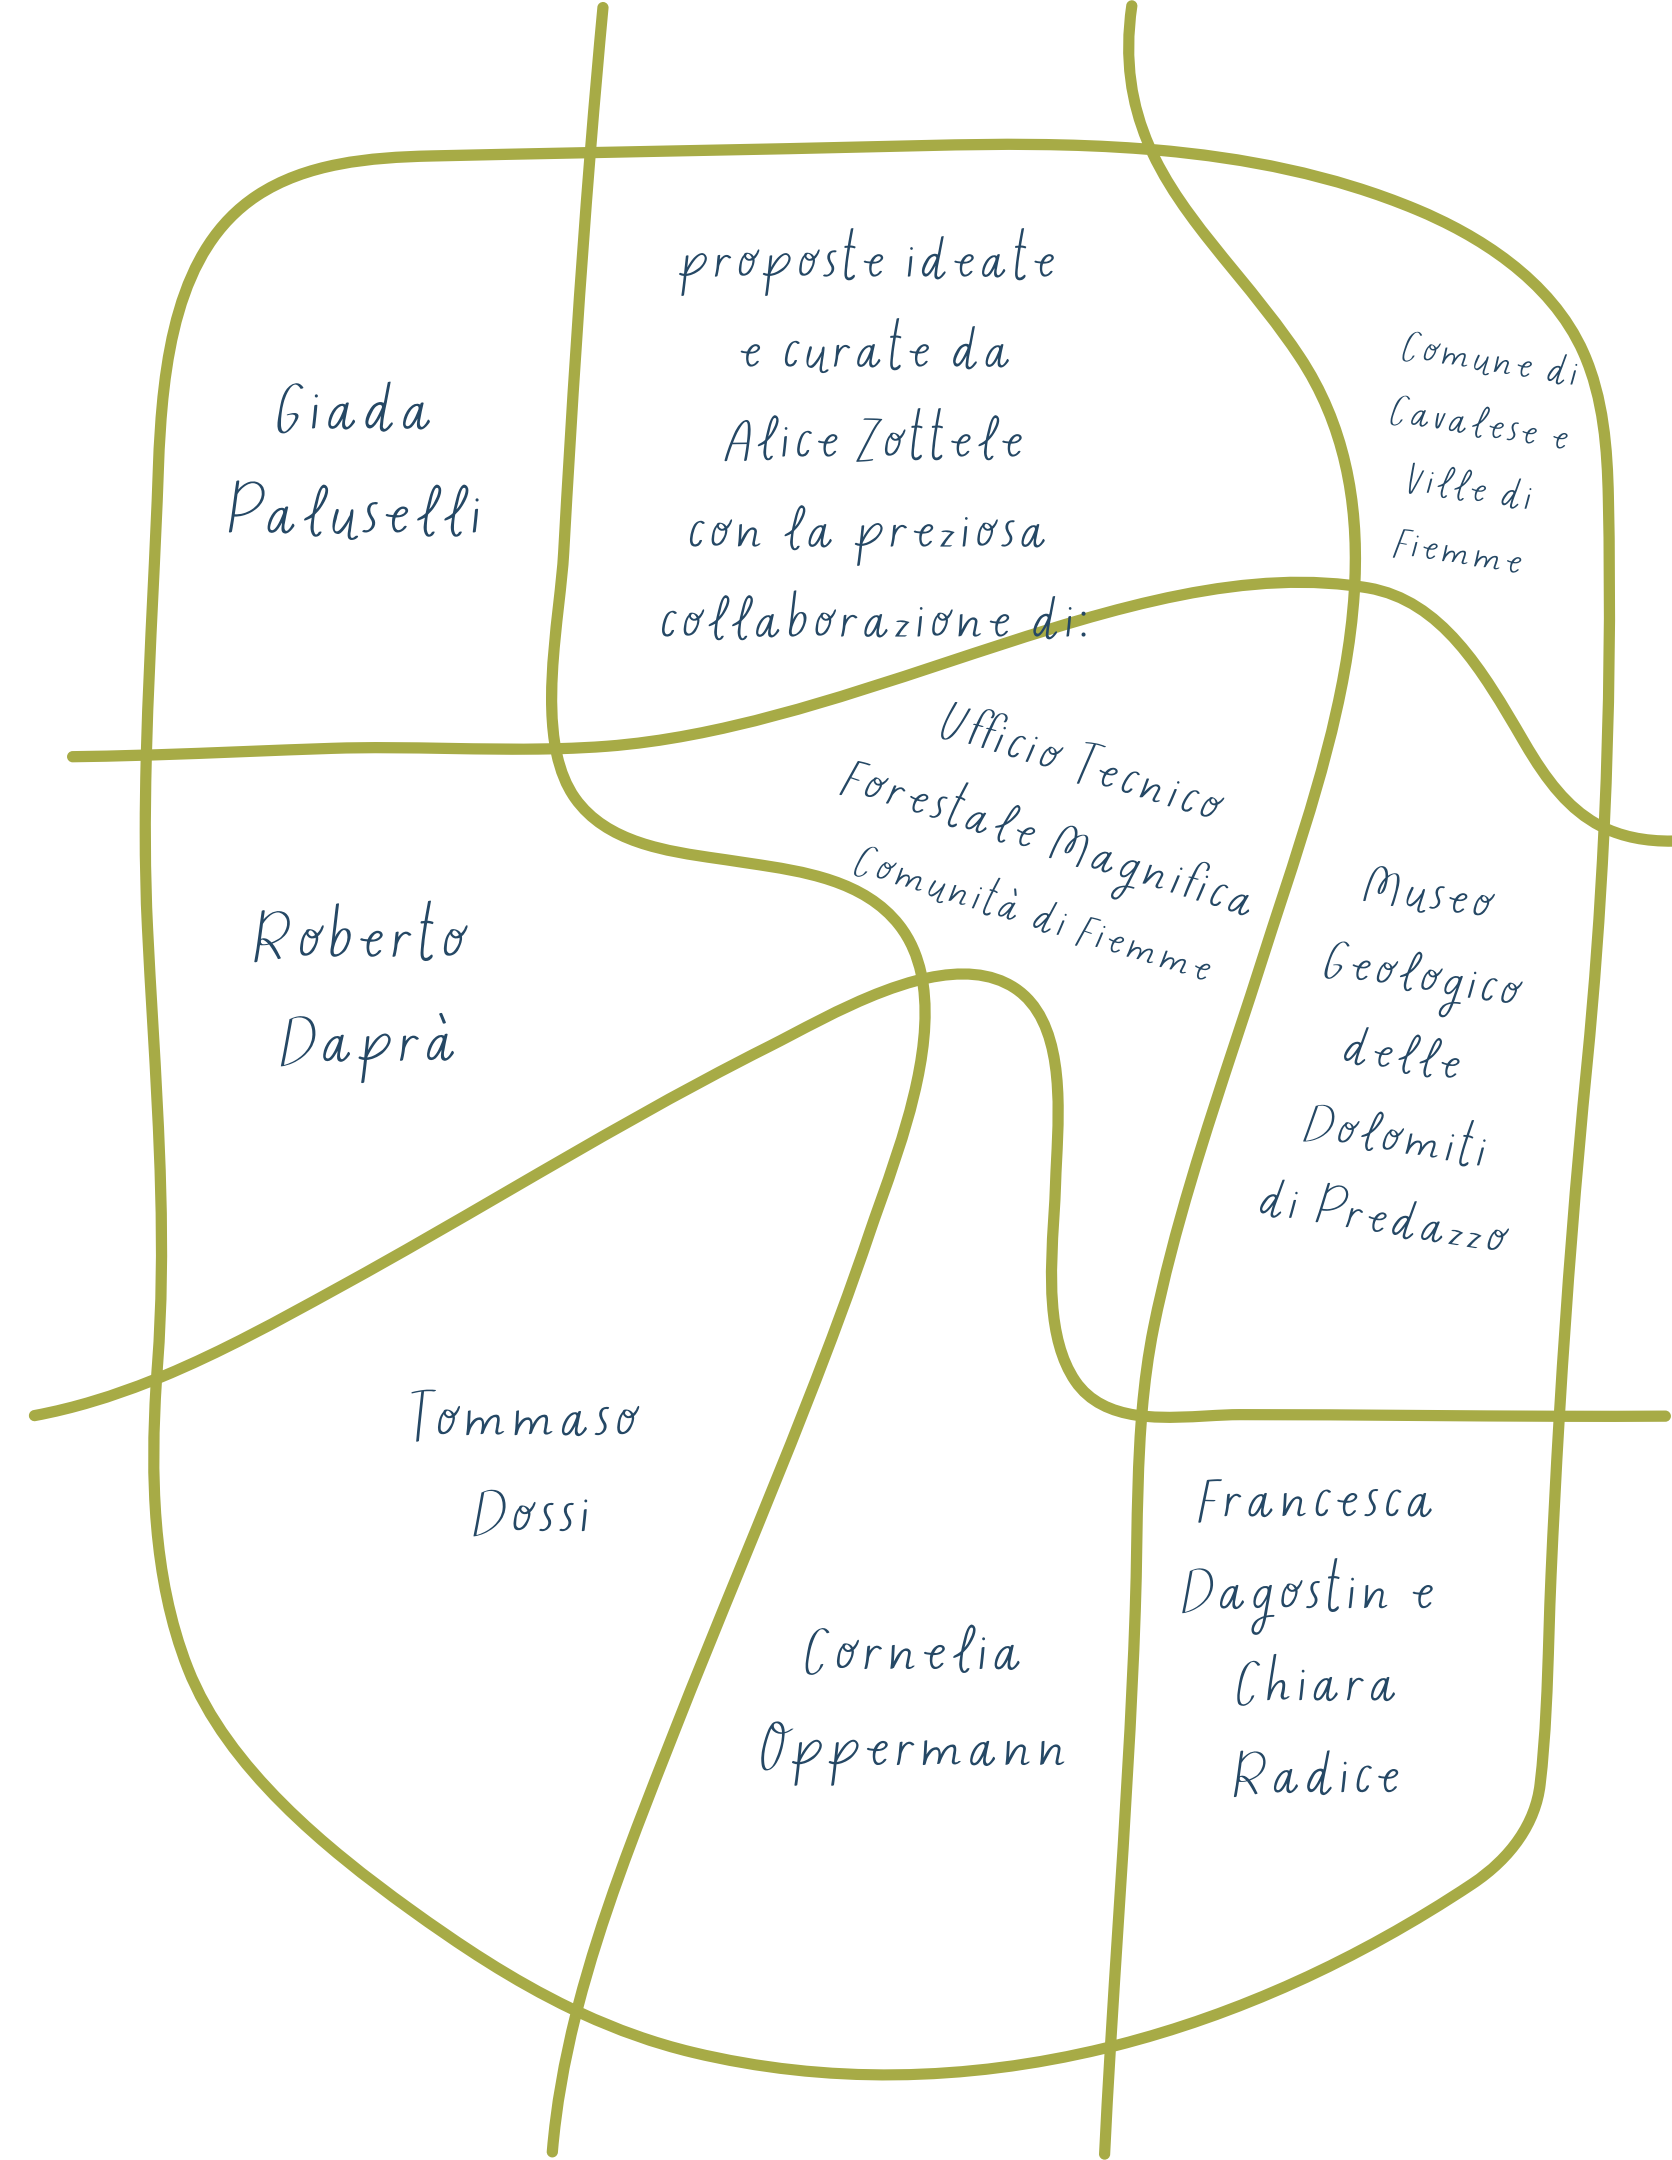 proposte ideate
e curate da
Alice Zottele
con la preziosa
collaborazione di:
Giada
Paluselli
Comune di
Cavalese e
Ville di
Fiemme
Ufficio Tecnico
Forestale Magnifica
Comunità di Fiemme
Museo
Geologico
delle
Dolomiti
di Predazzo
Roberto
Daprà
Tommaso
Dossi
Cornelia
Oppermann
Francesca
Dagostin e
Chiara
Radice